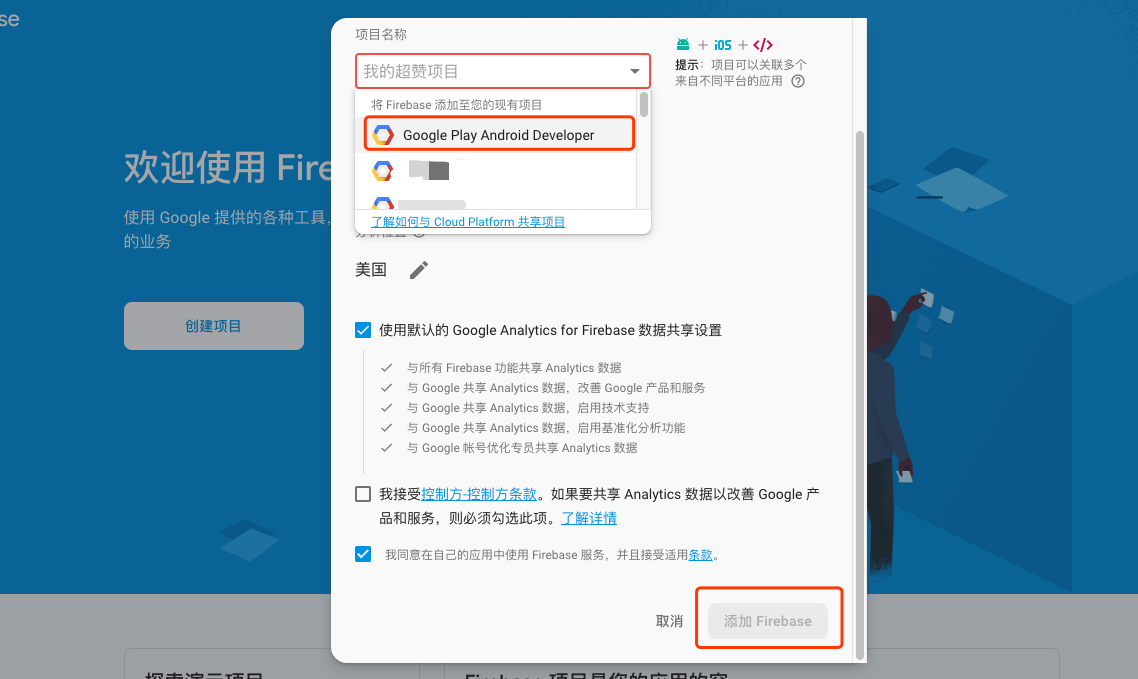 se
项目名称
我的超赞项目
将 Firebase 添加至您的现有项目
Google Play Android Developer
了解如何与 Cloud Platform 共享项目
+ iOS + </>
提示：项目可以关联多个
来自不同平台的应用
欢迎使用 Fire
使用 Google 提供的各种工具，
的业务
创建项目
美国
使用默认的 Google Analytics for Firebase 数据共享设置
与所有 Firebase 功能共享 Analytics 数据
与 Google 共享 Analytics 数据，改善 Google 产品和服务
与 Google 共享 Analytics 数据，启用技术支持
与 Google 共享 Analytics 数据，启用基准化分析功能
与 Google 帐号优化专员共享 Analytics 数据
我接受控制方-控制方条款。如果要共享 Analytics 数据以改善 Google 产
品和服务，则必须勾选此项。了解详情
我同意在自己的应用中使用 Firebase 服务，并且接受适用条款。
取消
添加 Firebase
探索演示项目
Firebase 项目是您的应用的容